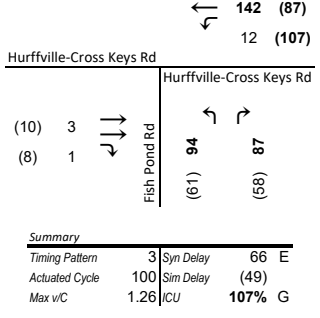 142 (87)
12 (107)
Hurffville-Cross Keys Rd
Hurffville-Cross Keys Rd
(10) 3
(8) 1
Fish Pond Rd
94
87
(61)
(58)
Summary
Timing Pattern 3 Syn Delay 66 E
Actuated Cycle 100 Sim Delay (49)
Max v/C 1.26 ICU 107% G